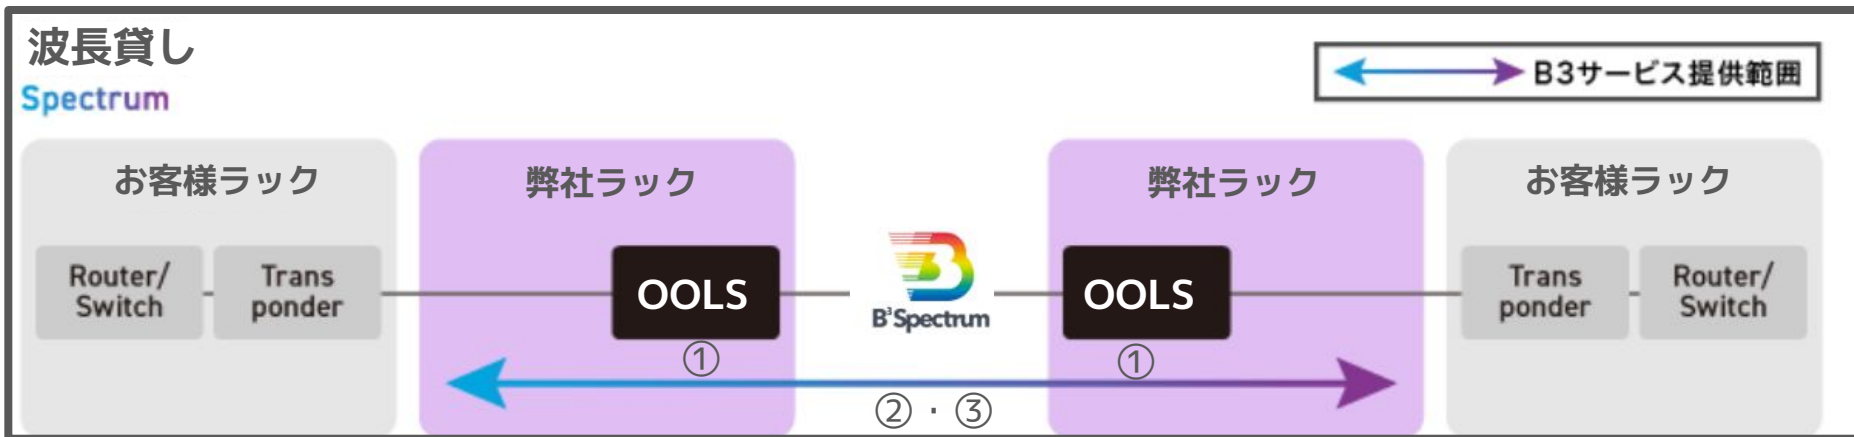 波長貸し
Spectrum
B3サービス提供範囲
お客様ラック
弊社ラック
弊社ラック
お客様ラック
Router/
Switch
Trans
ponder
OOLS
B³Spectrum
OOLS
Trans
ponder
Router/
Switch
①
①
②・③